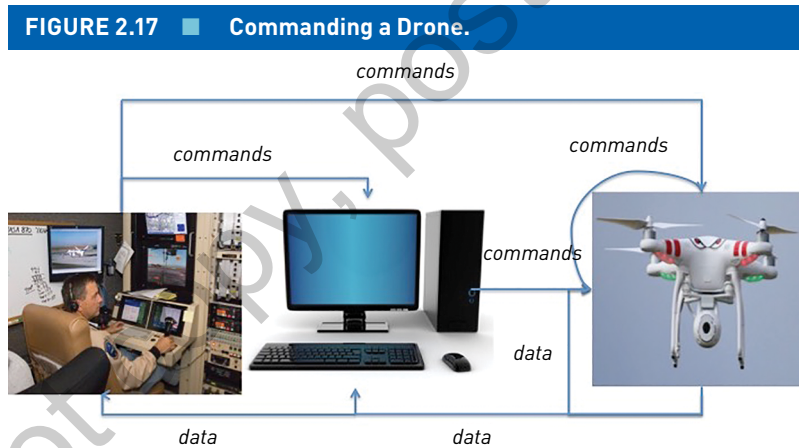 FIGURE 2.17 ■ Commanding a Drone.
commands
commands
commands
commands
data
data
data